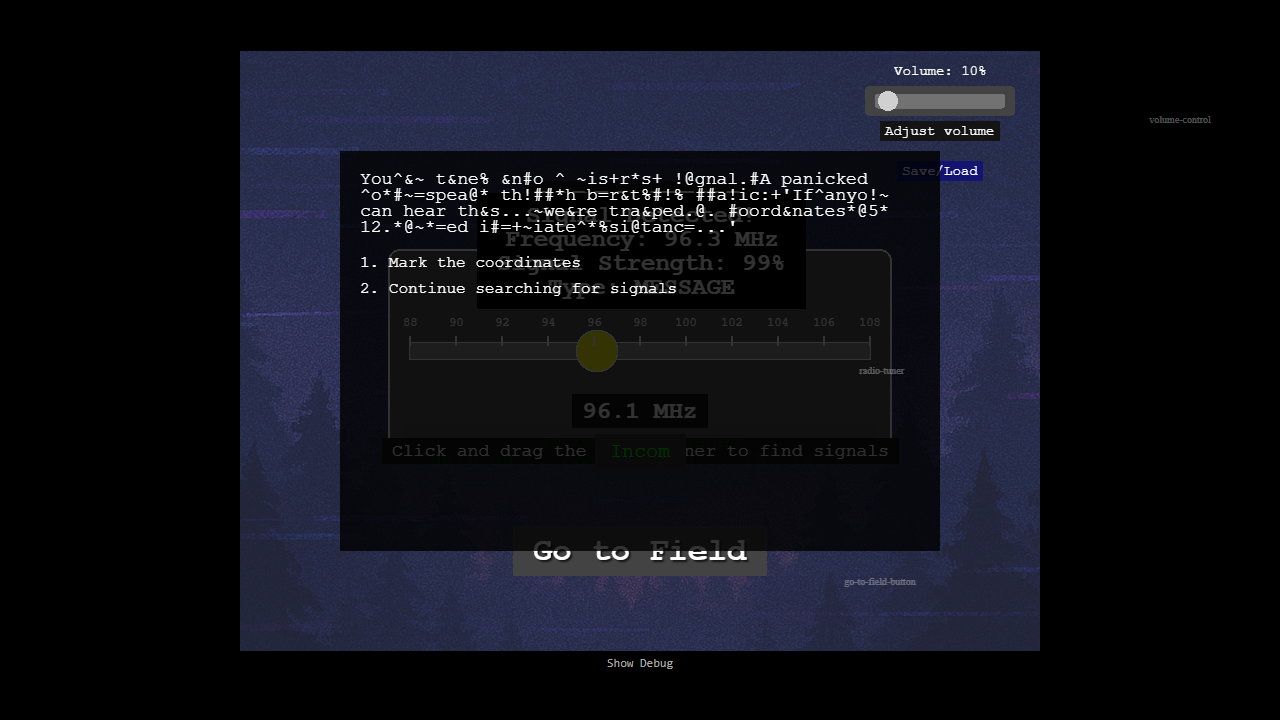 Volume: 10%
Adjust volume
volume-control
Save/Load
You^&~ t&ne% &n#o ^ ~is+r*s+ !@gnal.#A panicked
^o*#~=spea@* th!##*h b=r&t%#!% ##a!ic:+'If^anyo!~
can hear th&s...~we&re tra&ped.@. #oord&nates*@5*
12.*@~*=ed i#=+~iate^*%si@tanc=...'
Signal Detected!
Frequency: 96.3 MHz
Signal Strength: 99%
Type: MESSAGE
1. Mark the coordinates
2. Continue searching for signals
88 90 92 94 96 98 100 102 104 106 108
radio-tuner
96.1 MHz
Click and drag the Incom ner to find signals
Go to Field
go-to-field-button
Show Debug